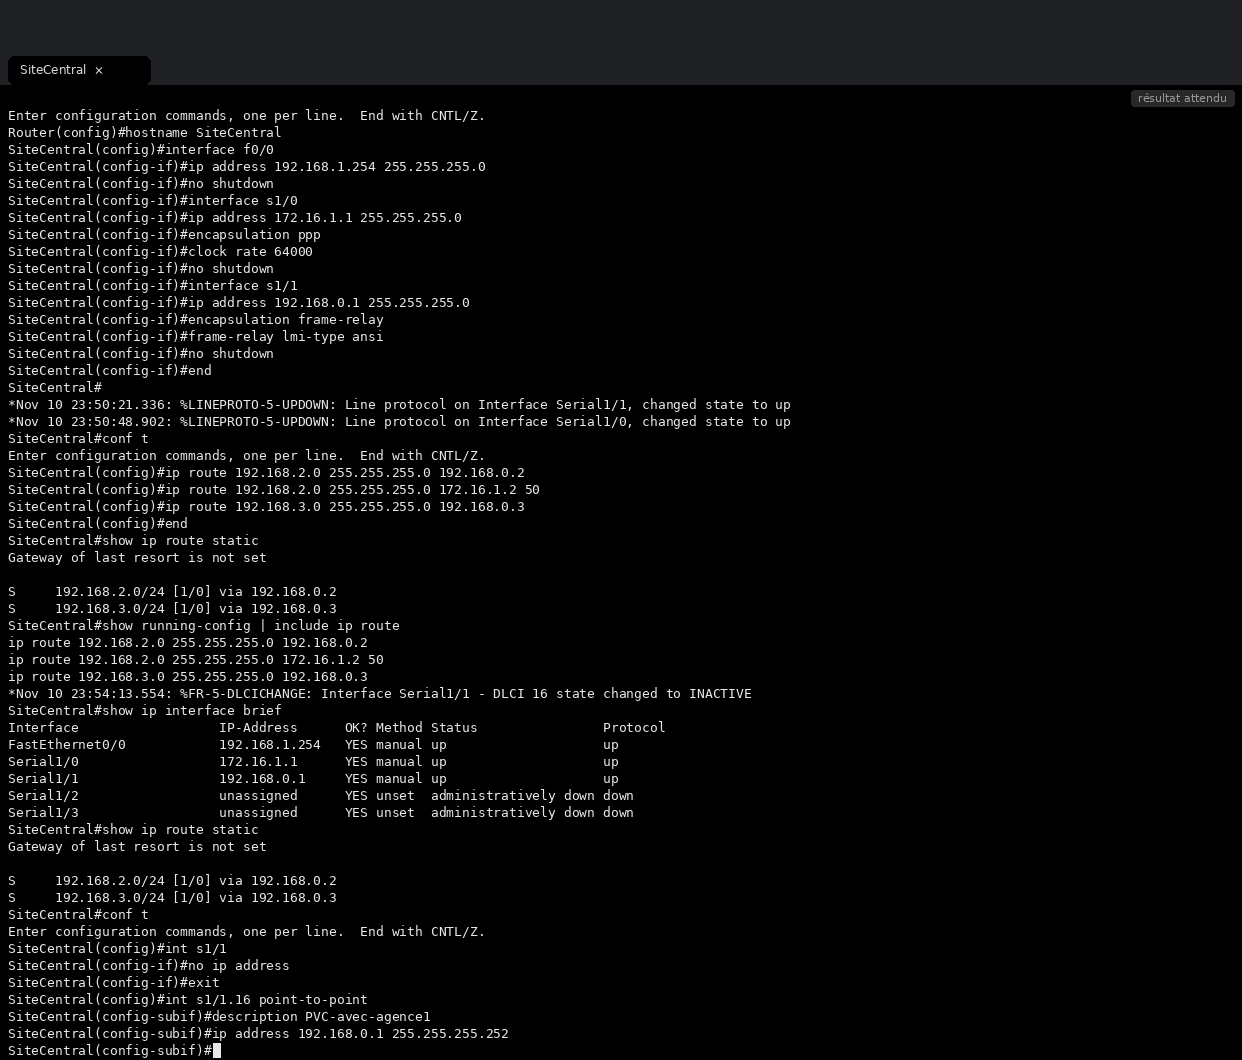 SiteCentral ×
résultat attendu
Enter configuration commands, one per line.  End with CNTL/Z.
Router(config)#hostname SiteCentral
SiteCentral(config)#interface f0/0
SiteCentral(config-if)#ip address 192.168.1.254 255.255.255.0
SiteCentral(config-if)#no shutdown
SiteCentral(config-if)#interface s1/0
SiteCentral(config-if)#ip address 172.16.1.1 255.255.255.0
SiteCentral(config-if)#encapsulation ppp
SiteCentral(config-if)#clock rate 64000
SiteCentral(config-if)#no shutdown
SiteCentral(config-if)#interface s1/1
SiteCentral(config-if)#ip address 192.168.0.1 255.255.255.0
SiteCentral(config-if)#encapsulation frame-relay
SiteCentral(config-if)#frame-relay lmi-type ansi
SiteCentral(config-if)#no shutdown
SiteCentral(config-if)#end
SiteCentral#
*Nov 10 23:50:21.336: %LINEPROTO-5-UPDOWN: Line protocol on Interface Serial1/1, changed state to up
*Nov 10 23:50:48.902: %LINEPROTO-5-UPDOWN: Line protocol on Interface Serial1/0, changed state to up
SiteCentral#conf t
Enter configuration commands, one per line.  End with CNTL/Z.
SiteCentral(config)#ip route 192.168.2.0 255.255.255.0 192.168.0.2
SiteCentral(config)#ip route 192.168.2.0 255.255.255.0 172.16.1.2 50
SiteCentral(config)#ip route 192.168.3.0 255.255.255.0 192.168.0.3
SiteCentral(config)#end
SiteCentral#show ip route static
Gateway of last resort is not set
S     192.168.2.0/24 [1/0] via 192.168.0.2
S     192.168.3.0/24 [1/0] via 192.168.0.3
SiteCentral#show running-config | include ip route
ip route 192.168.2.0 255.255.255.0 192.168.0.2
ip route 192.168.2.0 255.255.255.0 172.16.1.2 50
ip route 192.168.3.0 255.255.255.0 192.168.0.3
*Nov 10 23:54:13.554: %FR-5-DLCICHANGE: Interface Serial1/1 - DLCI 16 state changed to INACTIVE
SiteCentral#show ip interface brief
Interface                  IP-Address      OK? Method Status                Protocol
FastEthernet0/0            192.168.1.254   YES manual up                    up
Serial1/0                  172.16.1.1      YES manual up                    up
Serial1/1                  192.168.0.1     YES manual up                    up
Serial1/2                  unassigned      YES unset  administratively down down
Serial1/3                  unassigned      YES unset  administratively down down
SiteCentral#show ip route static
Gateway of last resort is not set
S     192.168.2.0/24 [1/0] via 192.168.0.2
S     192.168.3.0/24 [1/0] via 192.168.0.3
SiteCentral#conf t
Enter configuration commands, one per line.  End with CNTL/Z.
SiteCentral(config)#int s1/1
SiteCentral(config-if)#no ip address
SiteCentral(config-if)#exit
SiteCentral(config)#int s1/1.16 point-to-point
SiteCentral(config-subif)#description PVC-avec-agence1
SiteCentral(config-subif)#ip address 192.168.0.1 255.255.255.252
SiteCentral(config-subif)#